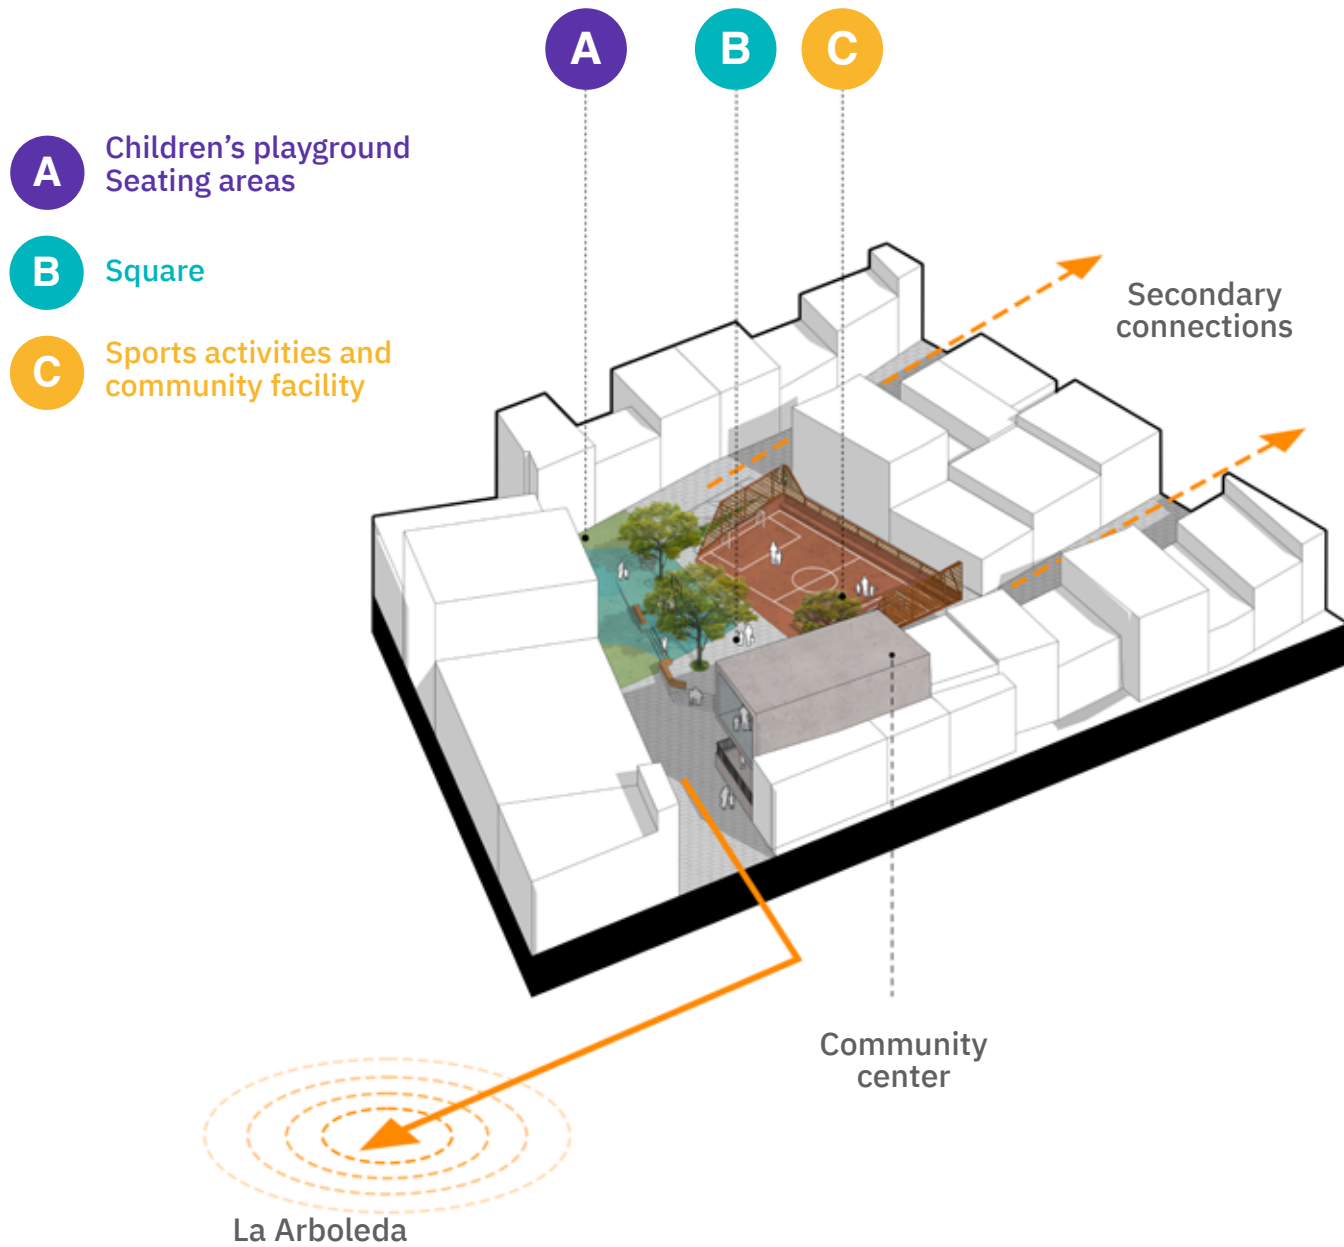 A
B
C
A
Children’s playground
Seating areas
B
Square
C
Sports activities and
community facility
Secondary
connections
Community
center
La Arboleda